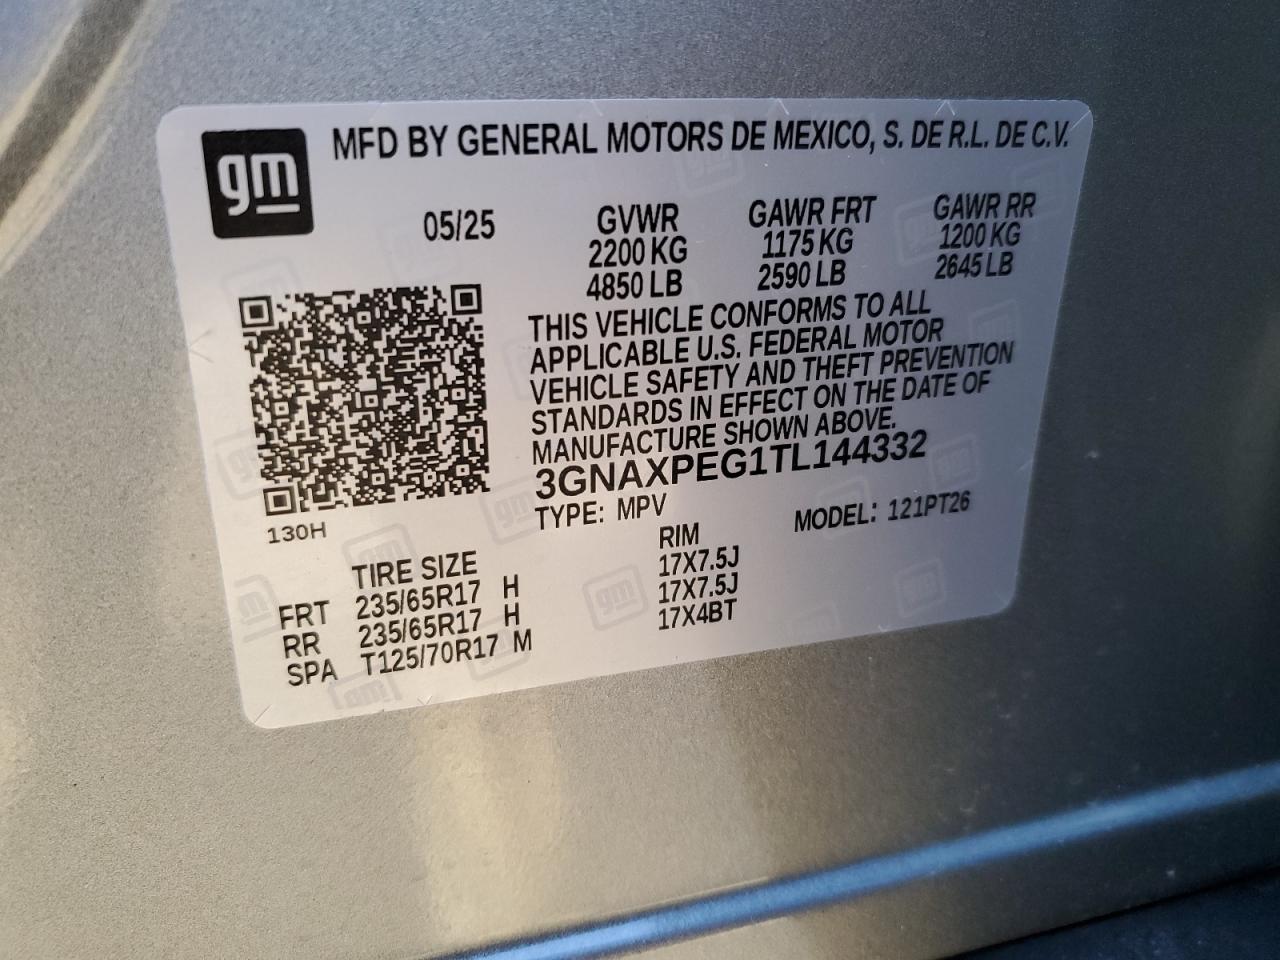 gm
MFD BY GENERAL MOTORS DE MEXICO, S. DE R.L. DE C.V.
05/25
GVWR GAWR FRT GAWR RR
2200 KG 1175 KG 1200 KG
4850 LB 2590 LB 2645 LB
THIS VEHICLE CONFORMS TO ALL
APPLICABLE U.S. FEDERAL MOTOR
VEHICLE SAFETY AND THEFT PREVENTION
STANDARDS IN EFFECT ON THE DATE OF
MANUFACTURE SHOWN ABOVE.
3GNAXPEG1TL144332
TYPE: MPV MODEL: 121PT26
130H
TIRE SIZE RIM
FRT 235/65R17 H 17X7.5J
RR 235/65R17 H 17X7.5J
SPA T125/70R17 M 17X4BT